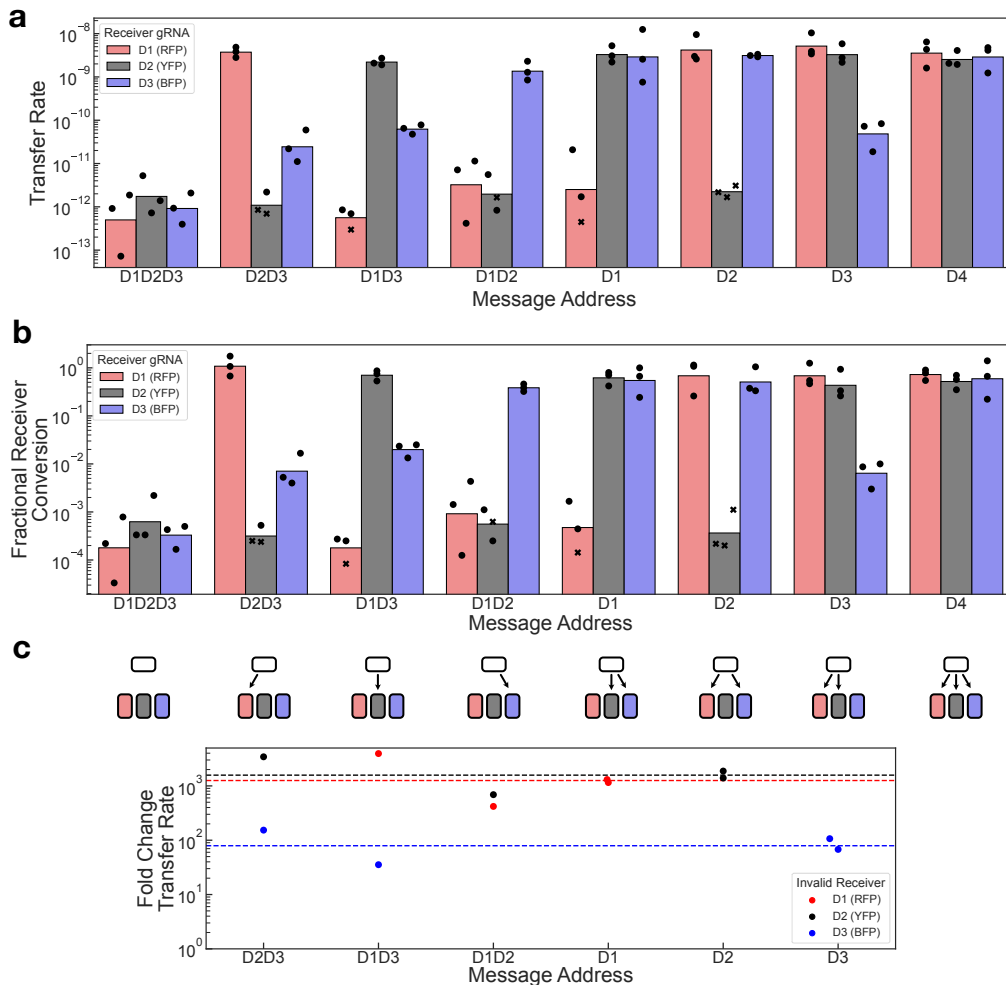 a
Receiver gRNA
D1 (RFP)
D2 (YFP)
D3 (BFP)
Transfer Rate
10⁻⁸
10⁻⁹
10⁻¹⁰
10⁻¹¹
10⁻¹²
10⁻¹³
D1D2D3 D2D3 D1D3 D1D2 D1 D2 D3 D4
Message Address
b
Receiver gRNA
D1 (RFP)
D2 (YFP)
D3 (BFP)
Fractional Receiver
Conversion
10⁰
10⁻¹
10⁻²
10⁻³
10⁻⁴
D1D2D3 D2D3 D1D3 D1D2 D1 D2 D3 D4
Message Address
c
Fold Change
Transfer Rate
10³
10²
10¹
10⁰
Invalid Receiver
D1 (RFP)
D2 (YFP)
D3 (BFP)
D2D3 D1D3 D1D2 D1 D2 D3
Message Address